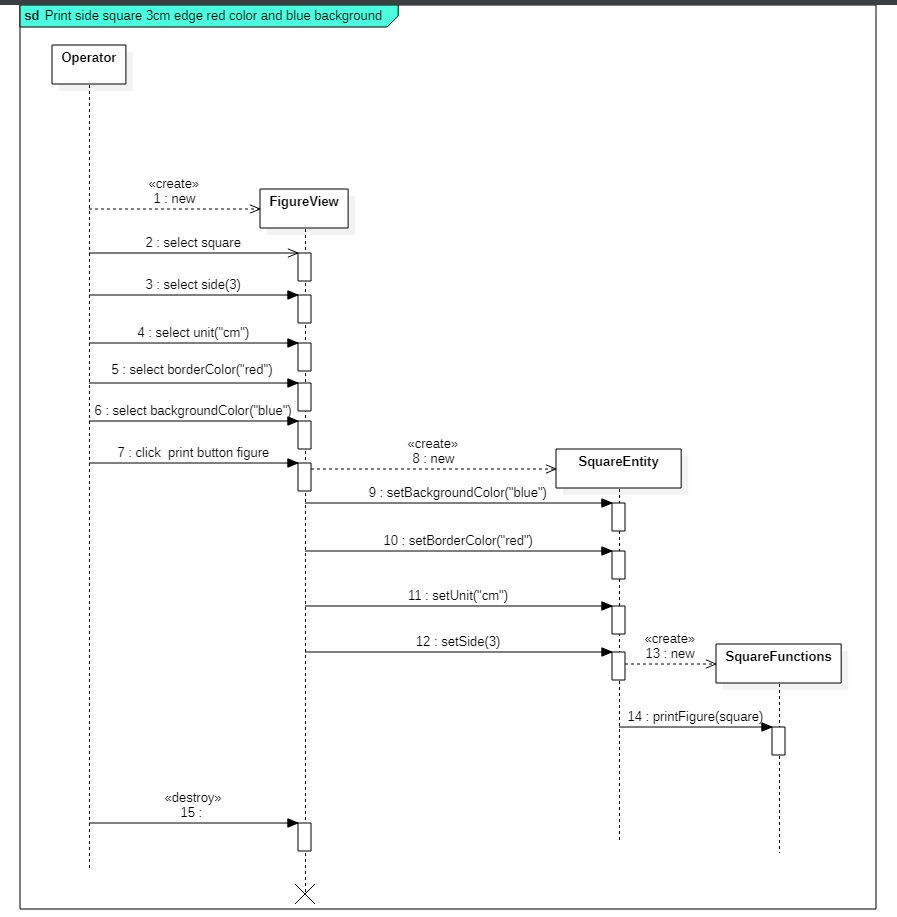 sd Print side square 3cm edge red color and blue background
Operator
«create»
1 : new
FigureView
2 : select square
3 : select side(3)
4 : select unit("cm")
5 : select borderColor("red")
6 : select backgroundColor("blue")
7 : click print button figure
«create»
8 : new
SquareEntity
9 : setBackgroundColor("blue")
10 : setBorderColor("red")
11 : setUnit("cm")
12 : setSide(3)
«create»
13 : new
SquareFunctions
14 : printFigure(square)
«destroy»
15 :